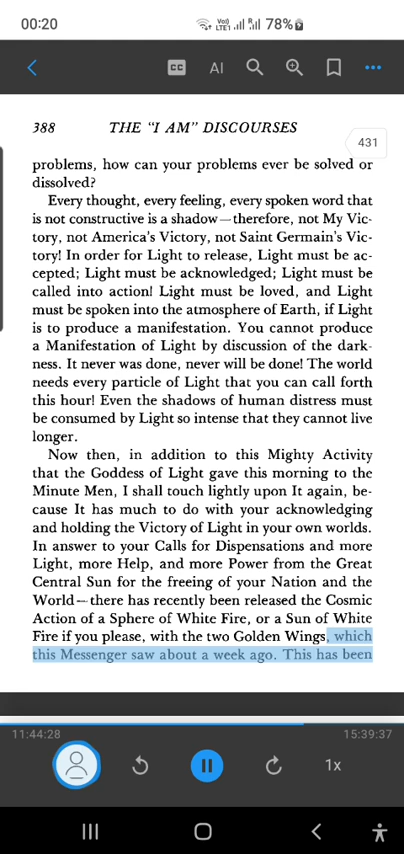 00:20
Vo))
LTE1
R
78%
CC
AI
388
THE "I AM" DISCOURSES
431
problems, how can your problems ever be solved or
dissolved?
Every thought, every feeling, every spoken word that
is not constructive is a shadow—therefore, not My Vic-
tory, not America's Victory, not Saint Germain's Vic-
tory! In order for Light to release, Light must be ac-
cepted; Light must be acknowledged; Light must be
called into action! Light must be loved, and Light
must be spoken into the atmosphere of Earth, if Light
is to produce a manifestation. You cannot produce
a Manifestation of Light by discussion of the dark-
ness. It never was done, never will be done! The world
needs every particle of Light that you can call forth
this hour! Even the shadows of human distress must
be consumed by Light so intense that they cannot live
longer.
Now then, in addition to this Mighty Activity
that the Goddess of Light gave this morning to the
Minute Men, I shall touch lightly upon It again, be-
cause It has much to do with your acknowledging
and holding the Victory of Light in your own worlds.
In answer to your Calls for Dispensations and more
Light, more Help, and more Power from the Great
Central Sun for the freeing of your Nation and the
World—there has recently been released the Cosmic
Action of a Sphere of White Fire, or a Sun of White
Fire if you please, with the two Golden Wings, which
this Messenger saw about a week ago. This has been
11:44:28
15:39:37
1x